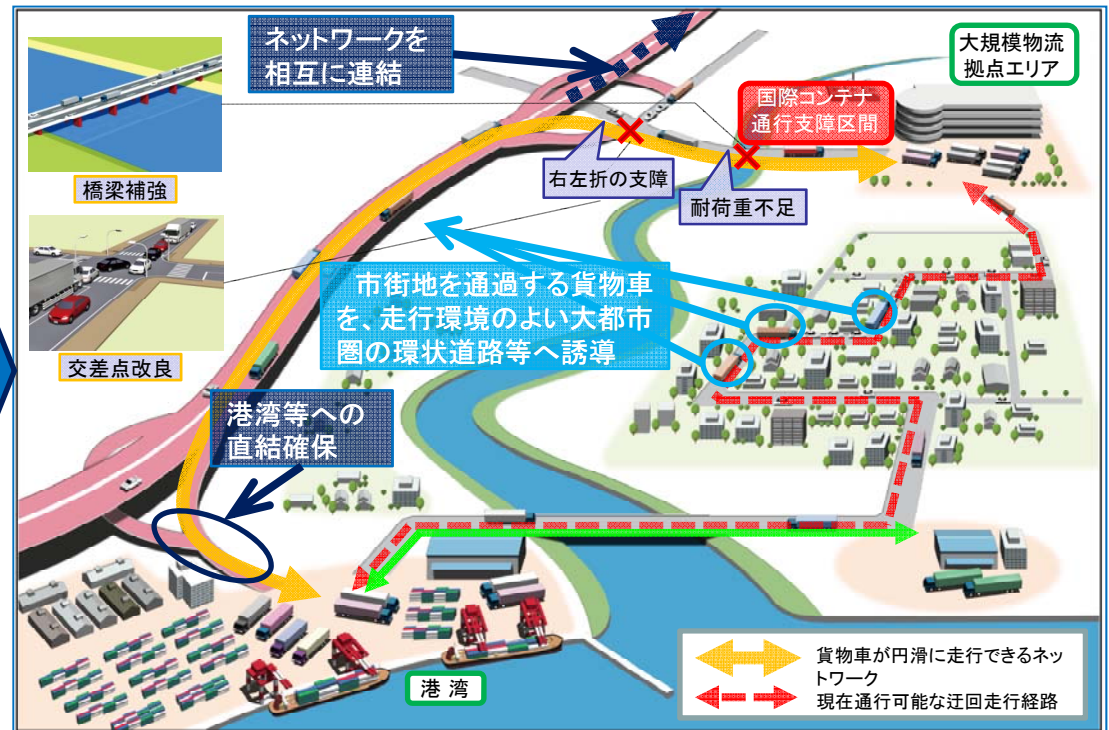 ネットワークを
相互に連結
大規模物流
拠点エリア
国際コンテナ
通行支障区間
右左折の支障
耐荷重不足
橋梁補強
交差点改良
市街地を通過する貨物車
を、走行環境のよい大都市
圏の環状道路等へ誘導
港湾等への
直結確保
港 湾
貨物車が円滑に走行できるネッ
トワーク
現在通行可能な迂回走行経路